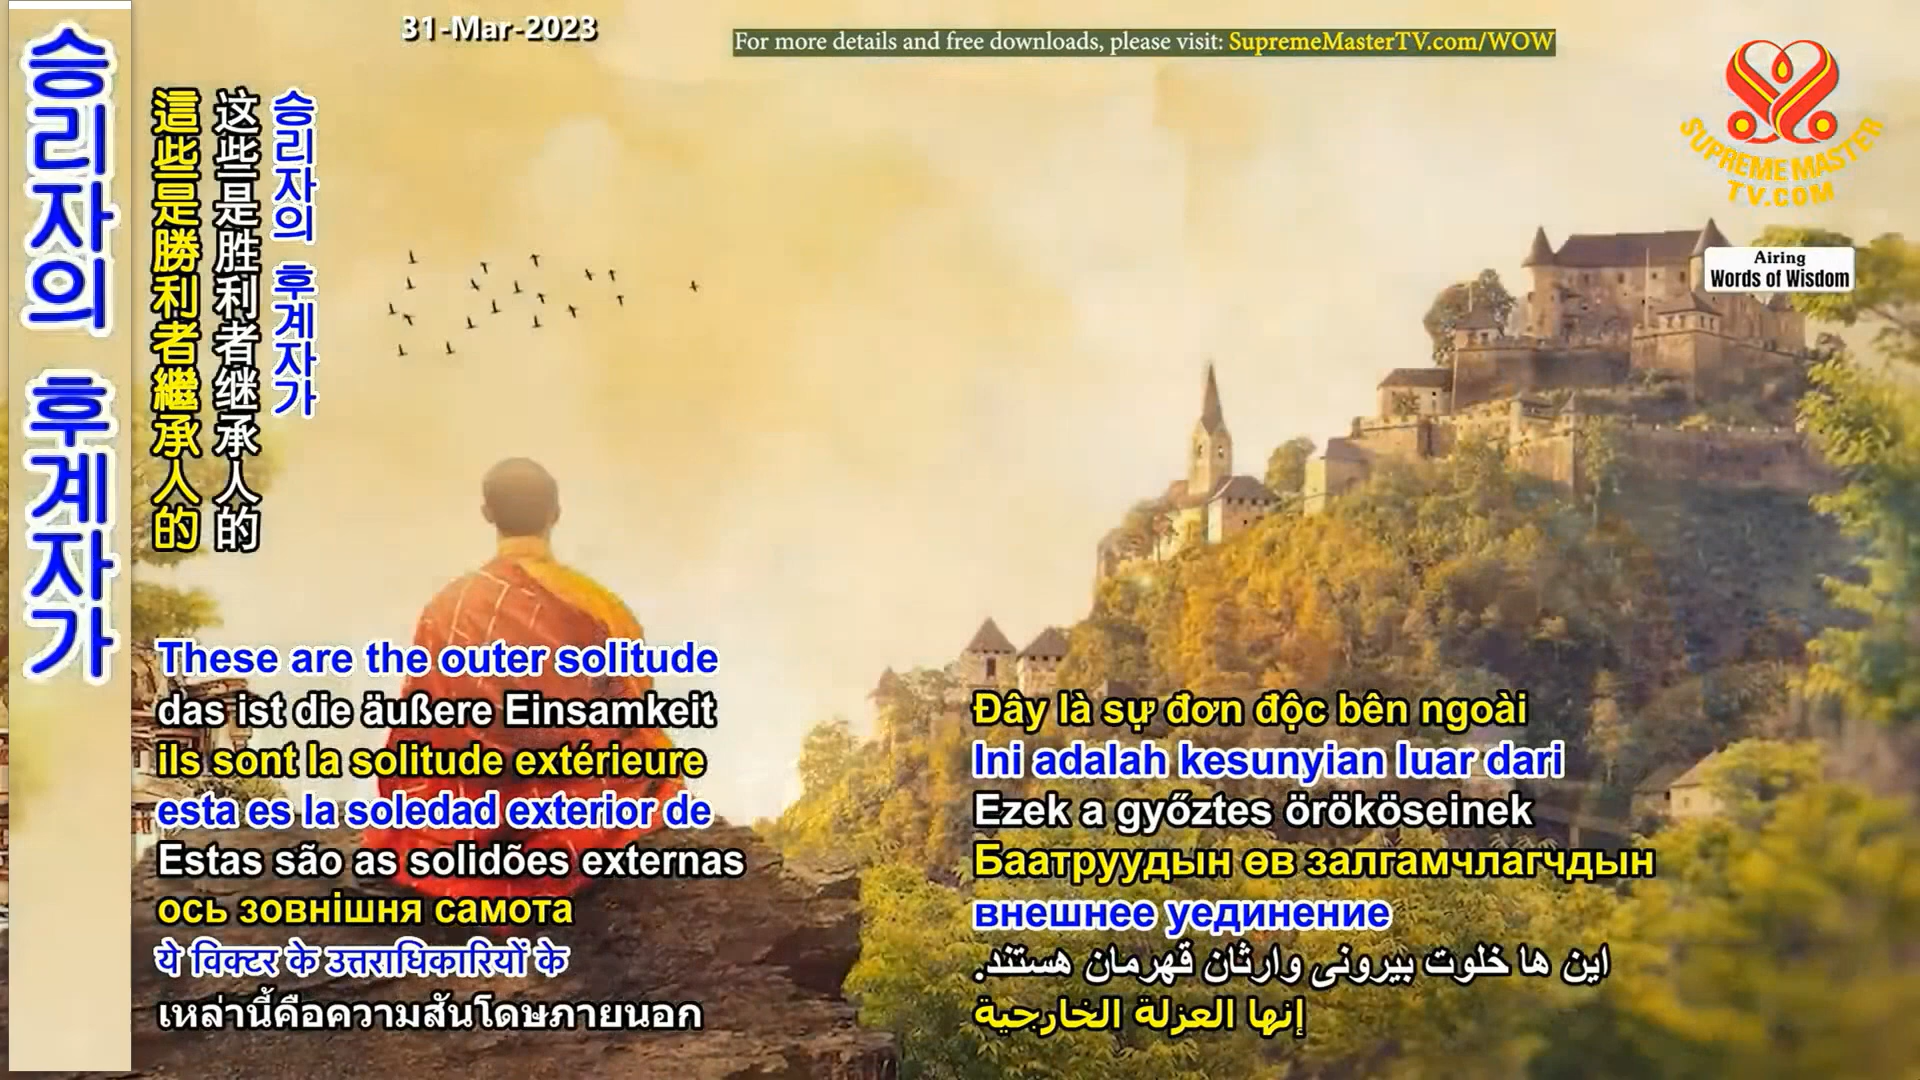 31-Mar-2023
For more details and free downloads, please visit: SupremeMasterTV.com/WOW
SUPREME MASTER
TV.COM
Airing
Words of Wisdom
승리자의 후계자가
這些是勝利者繼承人的
这些是胜利者继承人的
승리자의 후계자가
These are the outer solitude
das ist die äußere Einsamkeit
ils sont la solitude extérieure
esta es la soledad exterior de
Estas são as solidões externas
ось зовнішня самота
ये विक्टर के उत्तराधिकारियों के
เหล่านี้คือความสันโดษภายนอก
Đây là sự đơn độc bên ngoài
Ini adalah kesunyian luar dari
Ezek a győztes örököseinek
Баатруудын өв залгамчлагчдын
внешнее уединение
این ها خلوت بیرونی وارثان قهرمان هستند.
إنها العزلة الخارجية